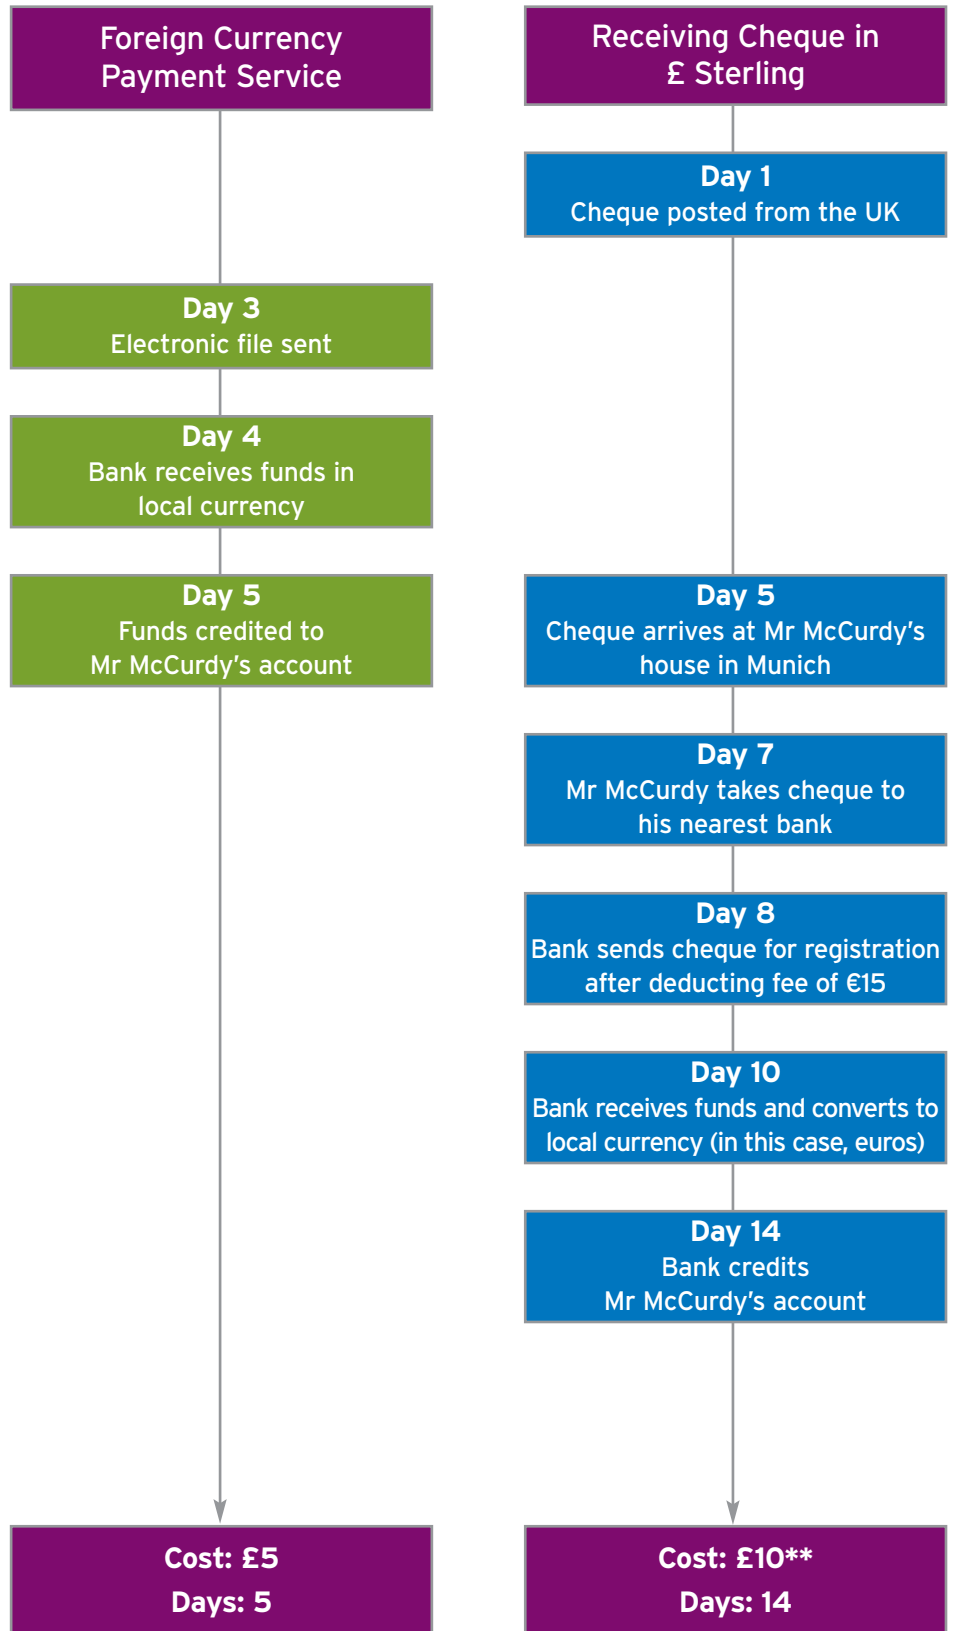 Foreign Currency
Payment Service
Day 3
Electronic file sent
Day 4
Bank receives funds in
local currency
Day 5
Funds credited to
Mr McCurdy's account
Cost: £5
Days: 5
Receiving Cheque in
£ Sterling
Day 1
Cheque posted from the UK
Day 5
Cheque arrives at Mr McCurdy's
house in Munich
Day 7
Mr McCurdy takes cheque to
his nearest bank
Day 8
Bank sends cheque for registration
after deducting fee of €15
Day 10
Bank receives funds and converts to
local currency (in this case, euros)
Day 14
Bank credits
Mr McCurdy's account
Cost: £10**
Days: 14